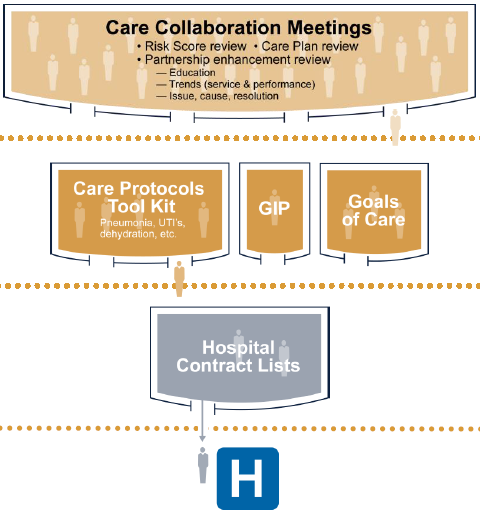 Care Collaboration Meetings
• Risk Score review • Care Plan review
• Partnership enhancement review
— Education
— Trends (service & performance)
— Issue, cause, resolution
Care Protocols
Tool Kit
Pneumonia, UTI's,
dehydration, etc.
GIP
Goals
of Care
Hospital
Contract Lists
H